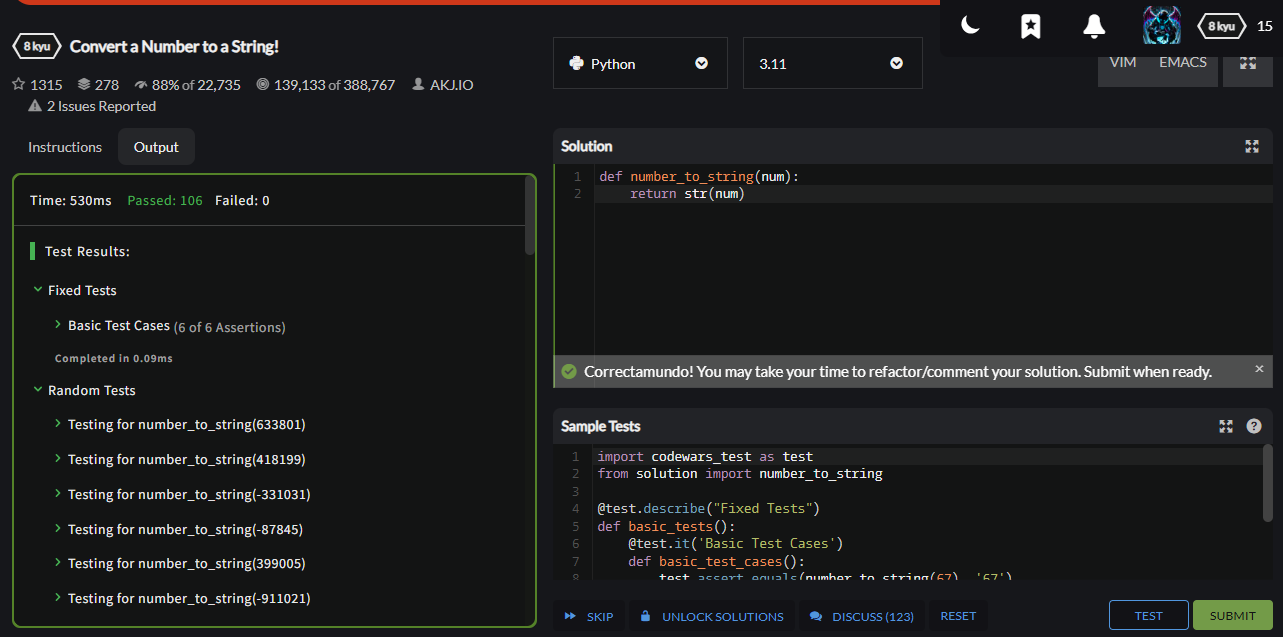 8 kyu Convert a Number to a String!
1315 278 88% of 22,735 139,133 of 388,767 AKJ.IO
2 Issues Reported
Instructions Output
Time: 530ms Passed: 106 Failed: 0
Test Results:
Fixed Tests
Basic Test Cases (6 of 6 Assertions)
Completed in 0.09ms
Random Tests
Testing for number_to_string(633801)
Testing for number_to_string(418199)
Testing for number_to_string(-331031)
Testing for number_to_string(-87845)
Testing for number_to_string(399005)
Testing for number_to_string(-911021)
8 kyu 15
Python 3.11 VIM EMACS
Solution
1 def number_to_string(num):
2 return str(num)
Correctamundo! You may take your time to refactor/comment your solution. Submit when ready. ×
Sample Tests ?
1 import codewars_test as test
2 from solution import number_to_string
3
4 @test.describe("Fixed Tests")
5 def basic_tests():
6 @test.it('Basic Test Cases')
7 def basic_test_cases():
8 test.assert_equals(number_to_string(67), '67')
SKIP UNLOCK SOLUTIONS DISCUSS (123) RESET TEST SUBMIT